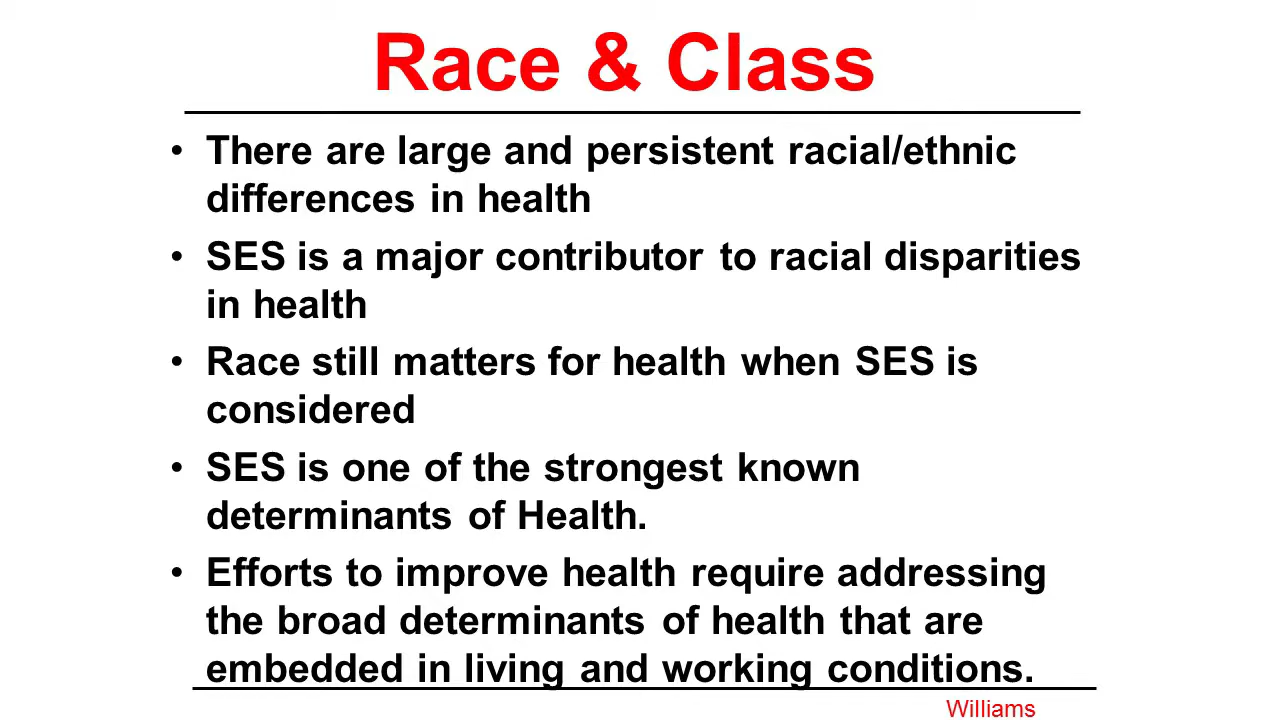 Race & Class
• There are large and persistent racial/ethnic
differences in health
• SES is a major contributor to racial disparities
in health
• Race still matters for health when SES is
considered
• SES is one of the strongest known
determinants of Health.
• Efforts to improve health require addressing
the broad determinants of health that are
embedded in living and working conditions.
Williams